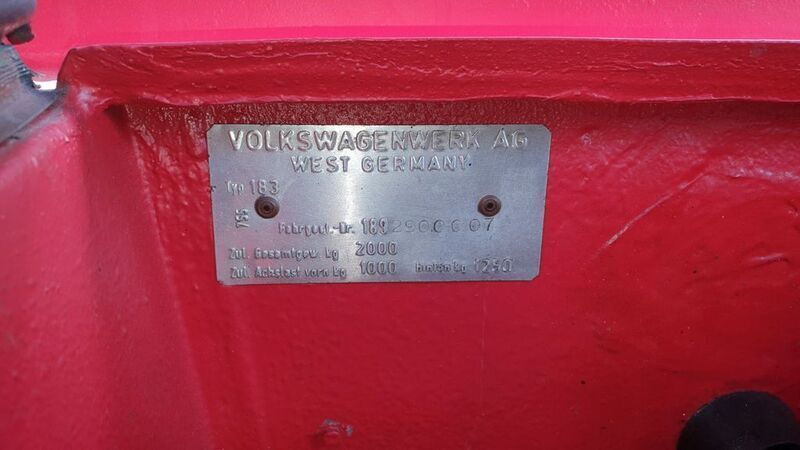 VOLKSWAGENWERK AG
WEST GERMANY
Typ 183
Fahrgest.-Nr. 1892900007
Zul. Gesamtgew. kg 2000
Zul. Achslast vorn kg 1000 hinten kg 1250